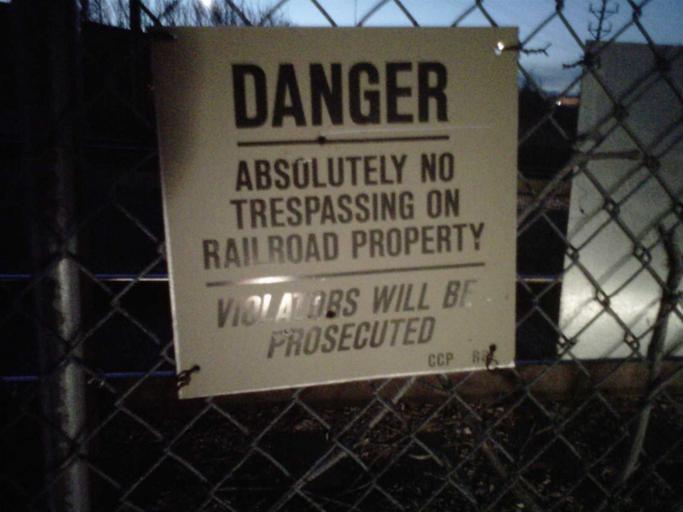 DANGER
ABSOLUTELY NO
TRESPASSING ON
RAILROAD PROPERTY
VIOLATORS WILL BE
PROSECUTED
CCP